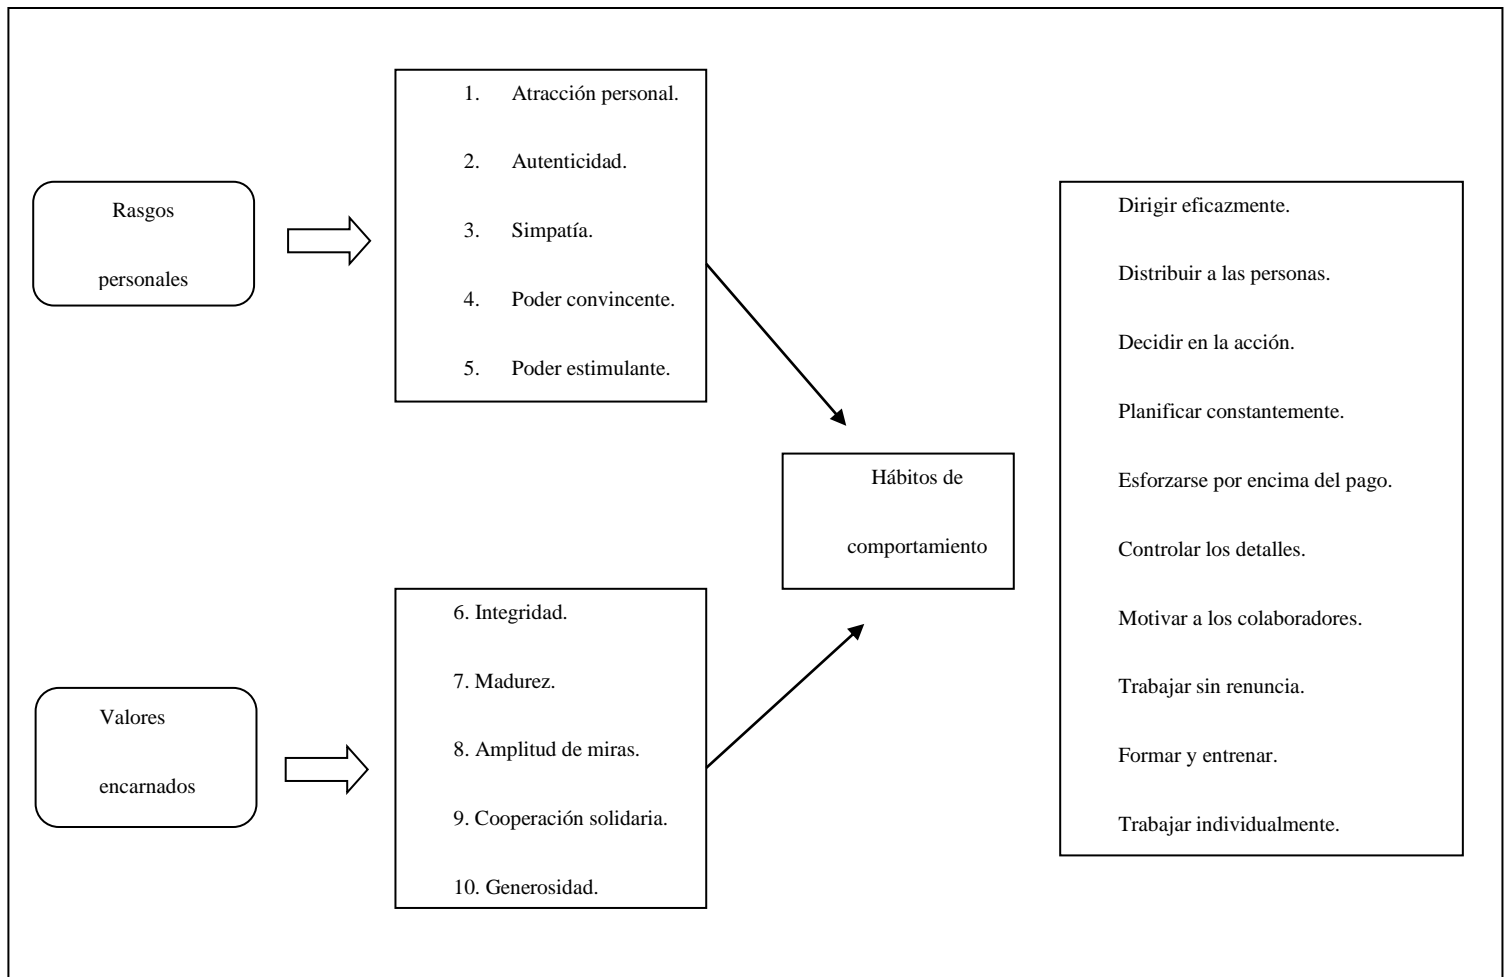 Rasgos
personales
1. Atracción personal.
2. Autenticidad.
3. Simpatía.
4. Poder convincente.
5. Poder estimulante.
Valores
encarnados
6. Integridad.
7. Madurez.
8. Amplitud de miras.
9. Cooperación solidaria.
10. Generosidad.
Hábitos de
comportamiento
Dirigir eficazmente.
Distribuir a las personas.
Decidir en la acción.
Planificar constantemente.
Esforzarse por encima del pago.
Controlar los detalles.
Motivar a los colaboradores.
Trabajar sin renuncia.
Formar y entrenar.
Trabajar individualmente.